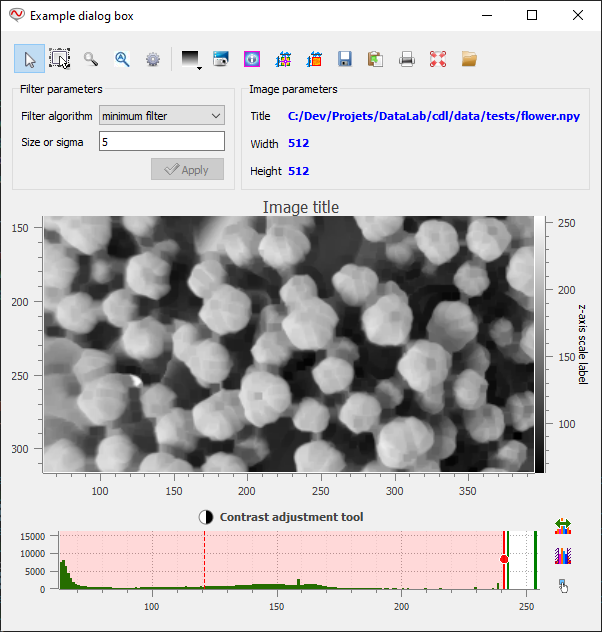 Example dialog box
Filter parameters
Filter algorithm minimum filter
Size or sigma 5
Apply
Image parameters
Title C:/Dev/Projets/DataLab/cdl/data/tests/flower.npy
Width 512
Height 512
Image title
150
200
250
300
100 150 200 250 300 350
250
200
150
100
z-axis scale label
Contrast adjustment tool
15000
10000
5000
0
100 150 200 250